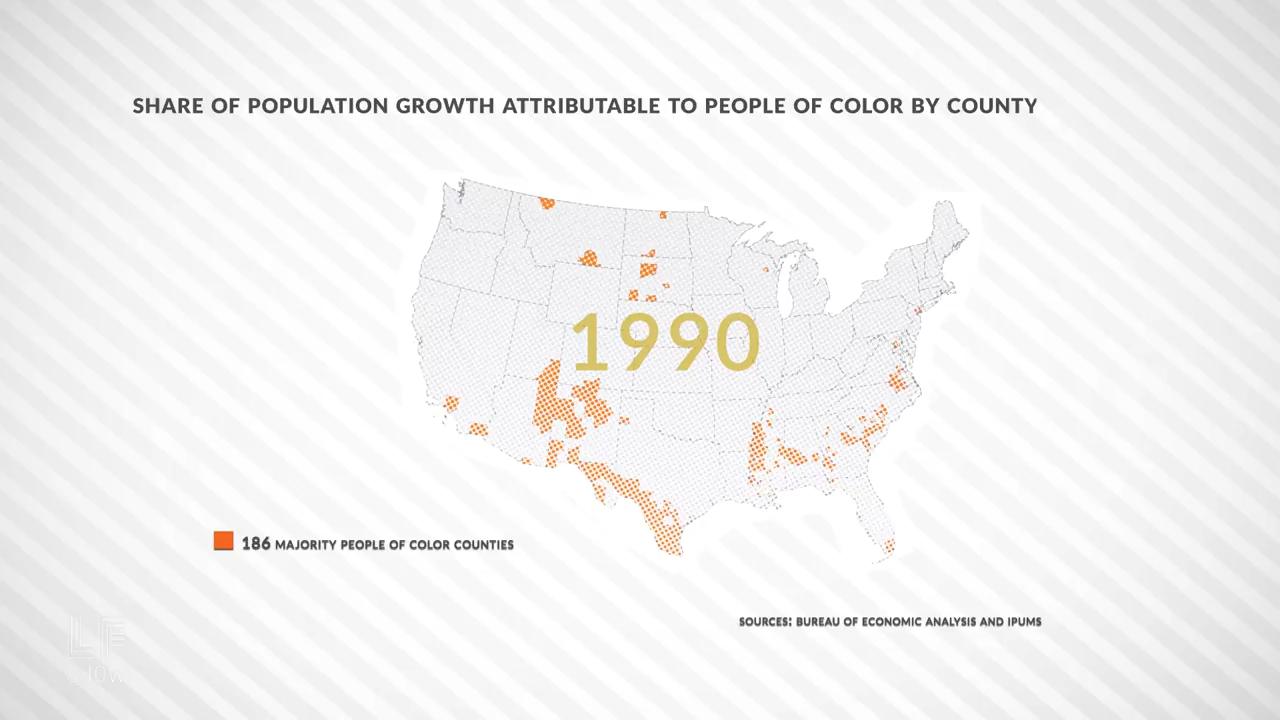 SHARE OF POPULATION GROWTH ATTRIBUTABLE TO PEOPLE OF COLOR BY COUNTY
1990
186 MAJORITY PEOPLE OF COLOR COUNTIES
SOURCES: BUREAU OF ECONOMIC ANALYSIS AND IPUMS
LF